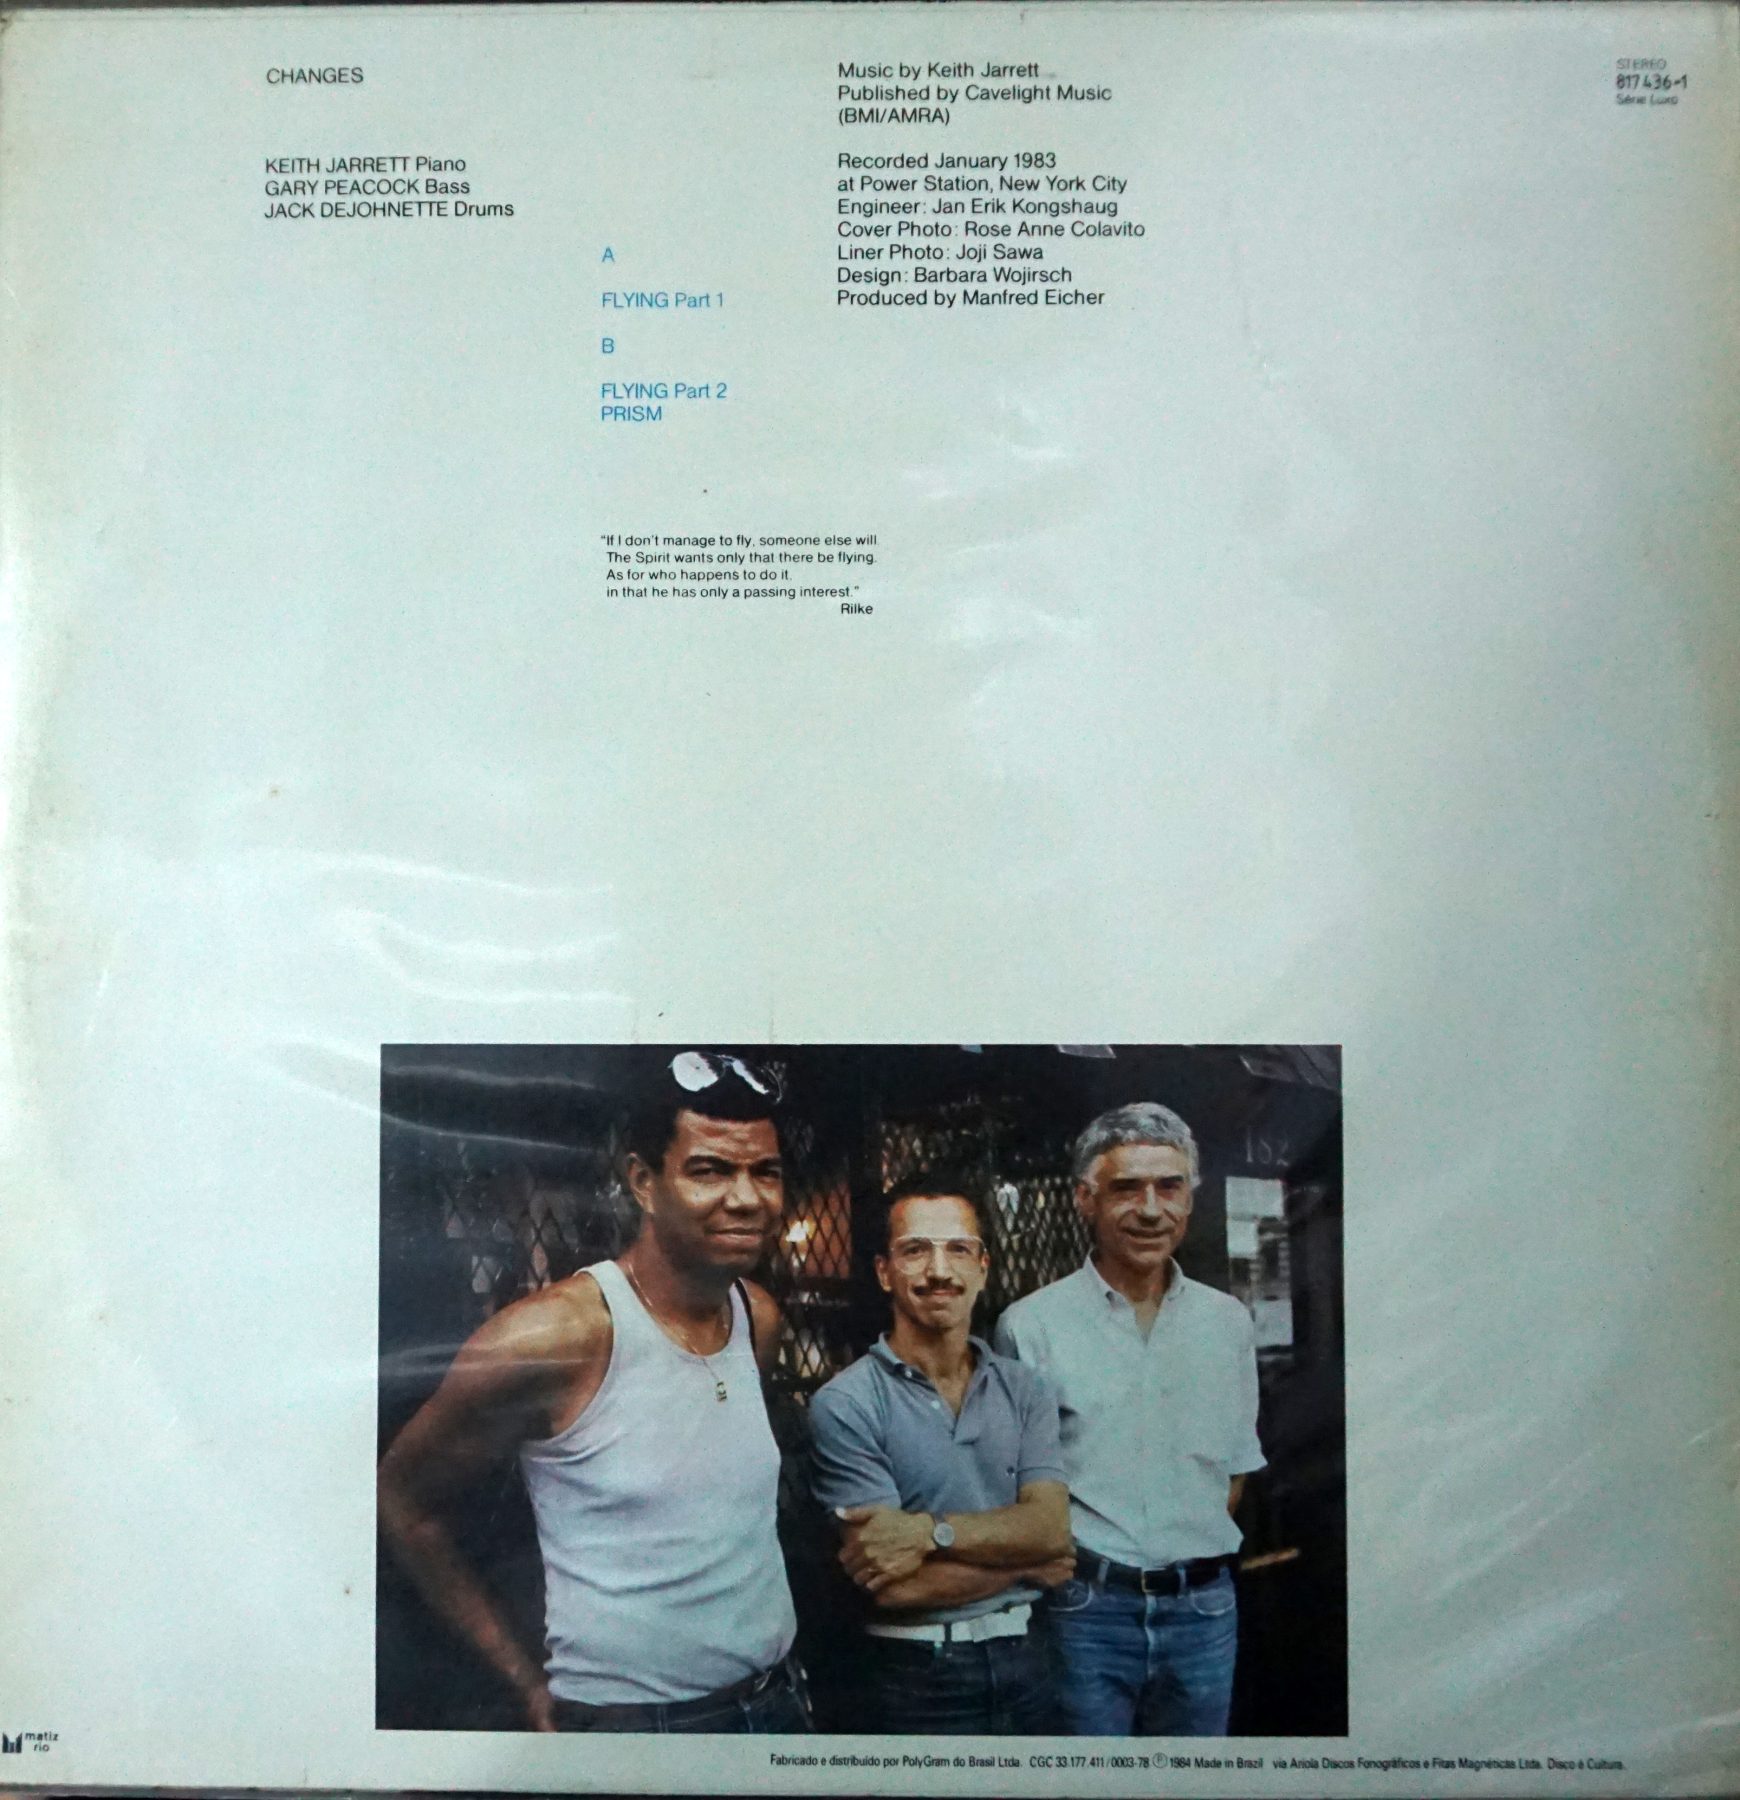 CHANGES
KEITH JARRETT Piano
GARY PEACOCK Bass
JACK DEJOHNETTE Drums
A
FLYING Part 1
B
FLYING Part 2
PRISM
Music by Keith Jarrett
Published by Cavelight Music
(BMI/AMRA)
Recorded January 1983
at Power Station, New York City
Engineer: Jan Erik Kongshaug
Cover Photo: Rose Anne Colavito
Liner Photo: Joji Sawa
Design: Barbara Wojirsch
Produced by Manfred Eicher
STEREO
817 436-1
Série Luxo
"If I don't manage to fly, someone else will.
The Spirit wants only that there be flying.
As for who happens to do it,
in that he has only a passing interest."
Rilke
182
matiz
rio
Fabricado e distribuído por PolyGram do Brasil Ltda. CGC 33.177.411/0003-78 Ⓟ 1984 Made in Brazil via Ariola Discos Fonográficos e Fitas Magnéticas Ltda. Disco é Cultura.